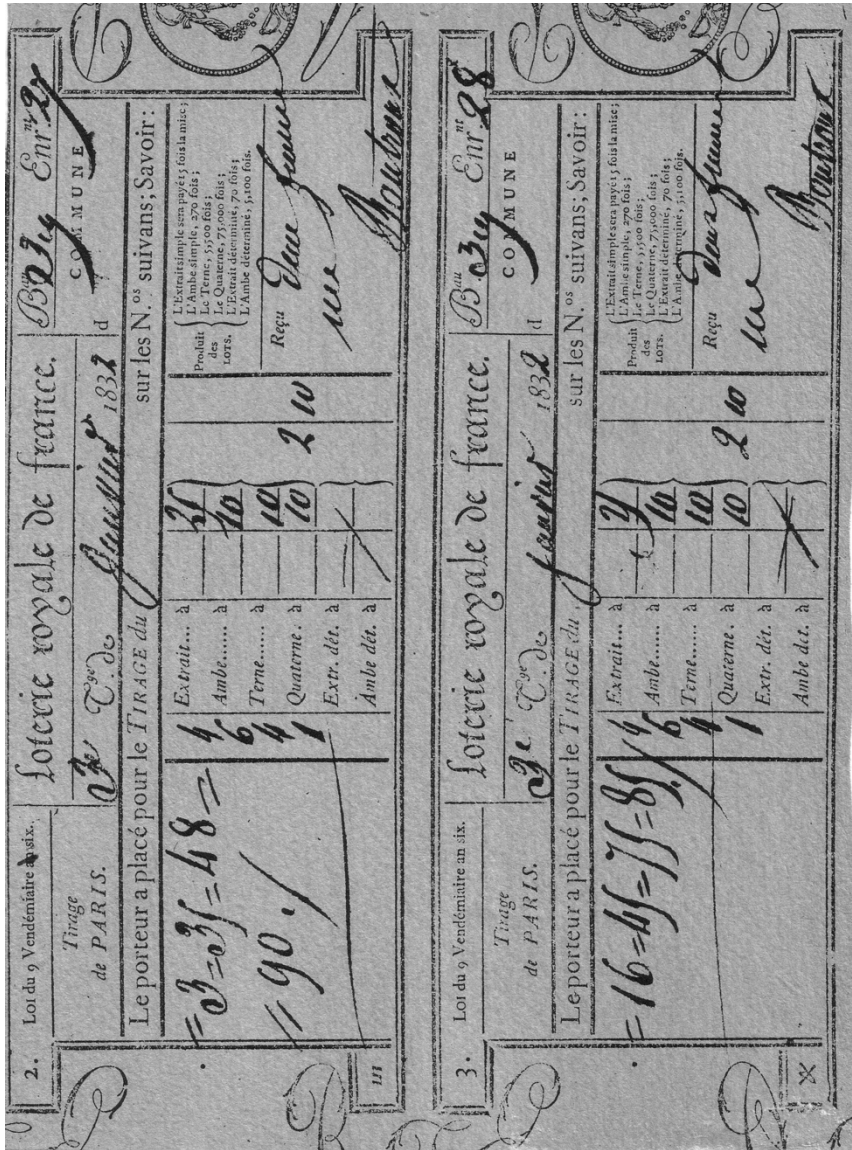 2. Loi du 9 Vendémiaire an six.
Tirage
de PARIS.
Loterie royale de france.
3e T.ge de Janvier 1832
B.au Enr.nt 27
COMMUNE
d
Le porteur a placé pour le TIRAGE du sur les N.os suivans; Savoir:
= 3 = 35 = 48 =
= 90.
4 Extrait... à 25
6 Ambe...... à 10
4 Terne...... à 10
1 Quaterne. à 10
Extr. dét. à
Ambe dét. à
2 10
Produit
des
LOTS.
L'Extrait simple sera payé 15 fois la mise;
L'Ambe simple, 270 fois;
Le Terne, 5,500 fois;
Le Quaterne, 75,000 fois;
L'Extrait déterminé, 70 fois;
L'Ambe déterminé, 5,100 fois.
Reçu Deux francs
III
3. Loi du 9 Vendémiaire an six.
Tirage
de PARIS.
Loterie royale de france.
3e T.ge de Janvier 1832
B.au Enr.nt 28
COMMUNE
d
Le porteur a placé pour le TIRAGE du sur les N.os suivans; Savoir:
= 16 = 45 = 75 = 85
4 Extrait... à
6 Ambe...... à 10
4 Terne...... à 10
1 Quaterne. à 10
Extr. dét. à
Ambe dét. à
2 10
Produit
des
LOTS.
L'Extrait simple sera payé 15 fois la mise;
L'Ambe simple, 270 fois;
Le Terne, 5,500 fois;
Le Quaterne, 75,000 fois;
L'Extrait déterminé, 70 fois;
L'Ambe déterminé, 5,100 fois.
Reçu Deux francs